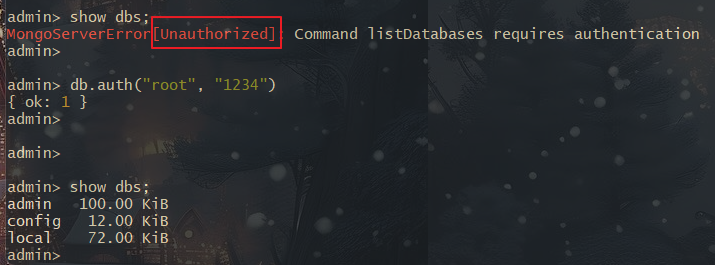 admin> show dbs;
MongoServerError[Unauthorized]: Command listDatabases requires authentication
admin>
admin> db.auth("root", "1234")
{ ok: 1 }
admin>
admin>
admin> show dbs;
admin   100.00 KiB
config   12.00 KiB
local    72.00 KiB
admin>